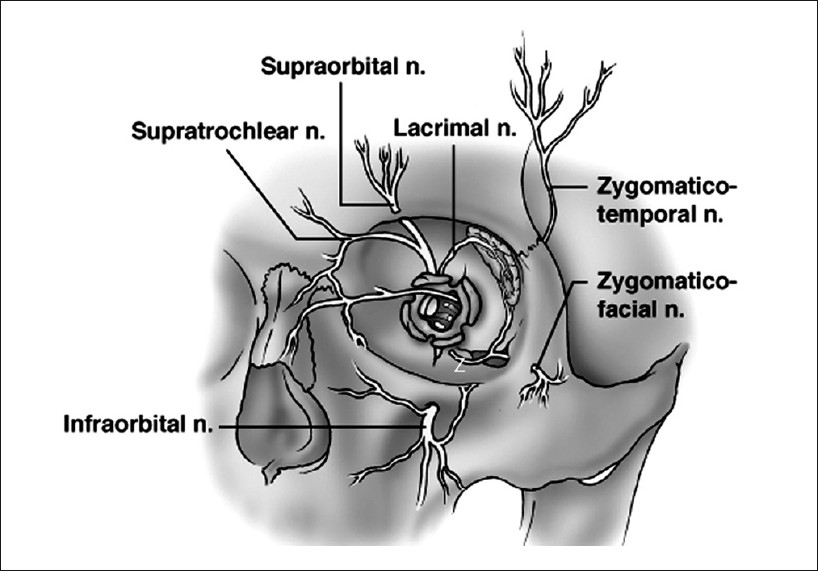 Supraorbital n.
Supratrochlear n.
Lacrimal n.
Zygomatico-
temporal n.
Zygomatico-
facial n.
Z
Infraorbital n.